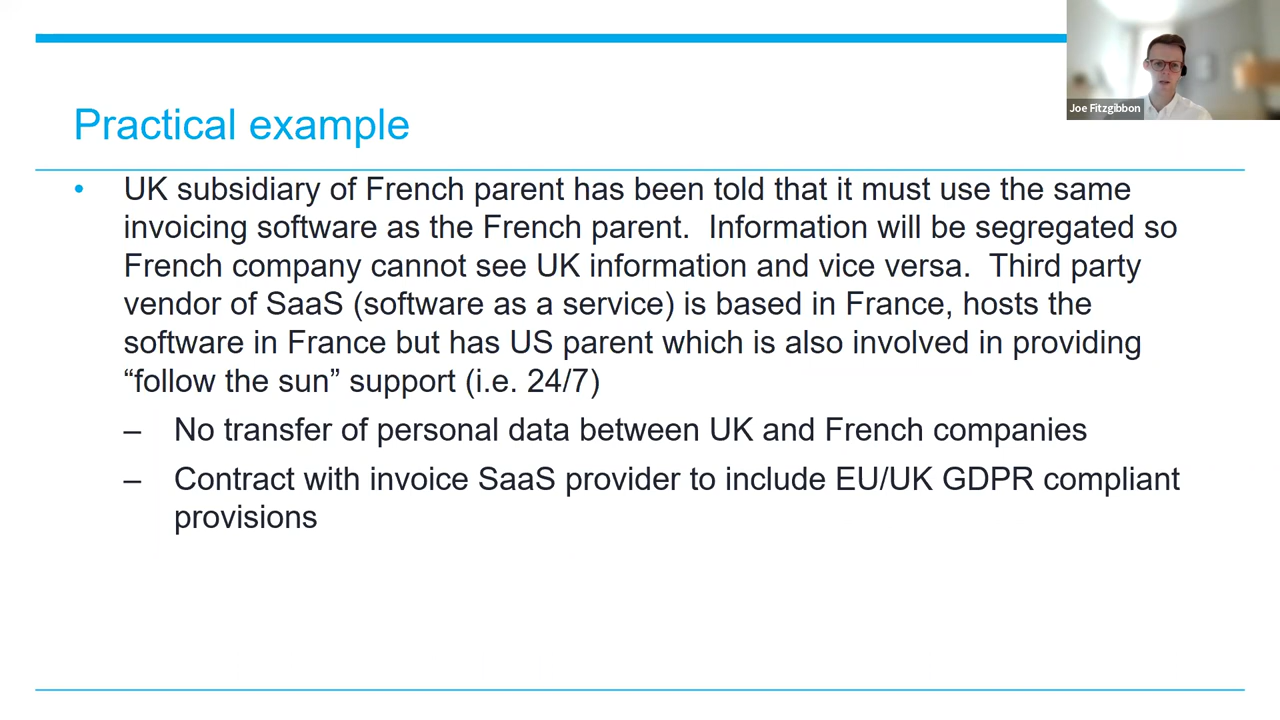 Joe Fitzgibbon
Practical example
• UK subsidiary of French parent has been told that it must use the same
invoicing software as the French parent.  Information will be segregated so
French company cannot see UK information and vice versa.  Third party
vendor of SaaS (software as a service) is based in France, hosts the
software in France but has US parent which is also involved in providing
“follow the sun” support (i.e. 24/7)
– No transfer of personal data between UK and French companies
– Contract with invoice SaaS provider to include EU/UK GDPR compliant
provisions